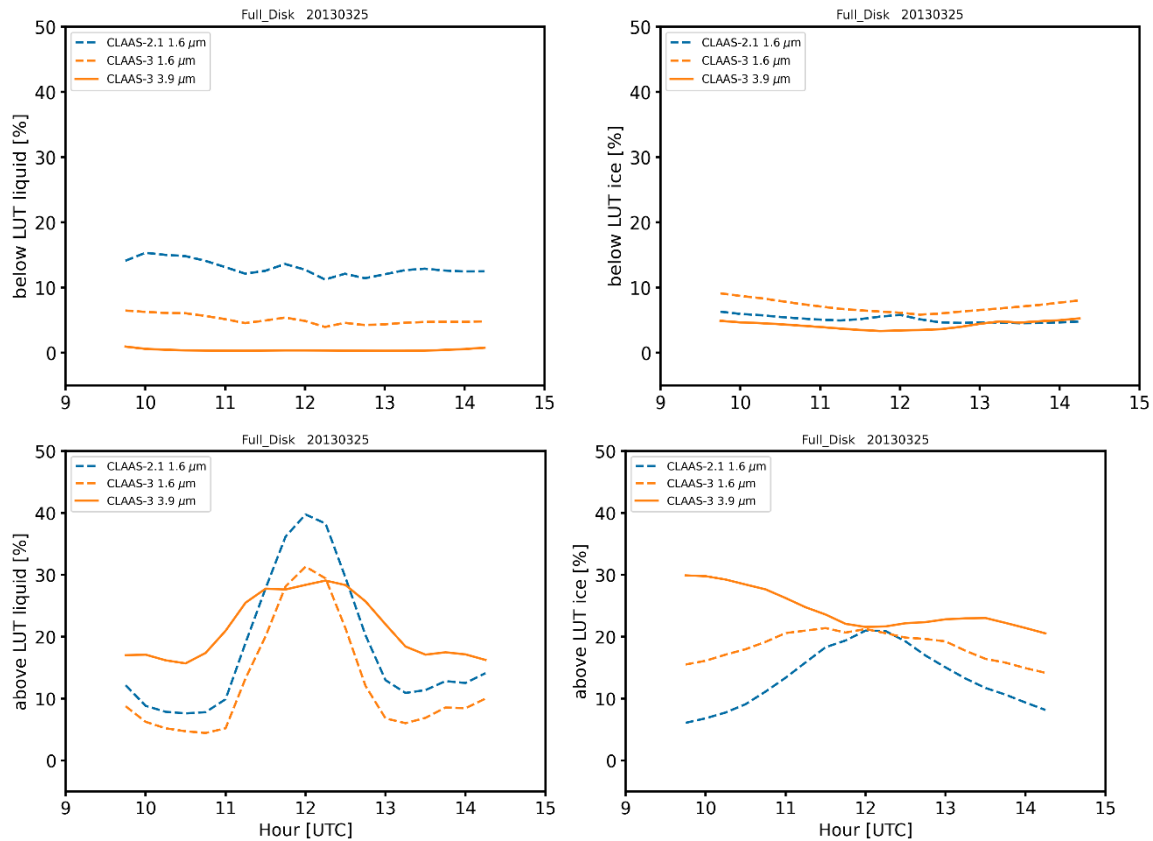 Full_Disk 20130325
50
40
30
20
10
0
below LUT liquid [%]
CLAAS-2.1 1.6 μm
CLAAS-3 1.6 μm
CLAAS-3 3.9 μm
9 10 11 12 13 14 15
Full_Disk 20130325
50
40
30
20
10
0
below LUT ice [%]
CLAAS-2.1 1.6 μm
CLAAS-3 1.6 μm
CLAAS-3 3.9 μm
9 10 11 12 13 14 15
Full_Disk 20130325
50
40
30
20
10
0
above LUT liquid [%]
CLAAS-2.1 1.6 μm
CLAAS-3 1.6 μm
CLAAS-3 3.9 μm
9 10 11 12 13 14 15
Hour [UTC]
Full_Disk 20130325
50
40
30
20
10
0
above LUT ice [%]
CLAAS-2.1 1.6 μm
CLAAS-3 1.6 μm
CLAAS-3 3.9 μm
9 10 11 12 13 14 15
Hour [UTC]